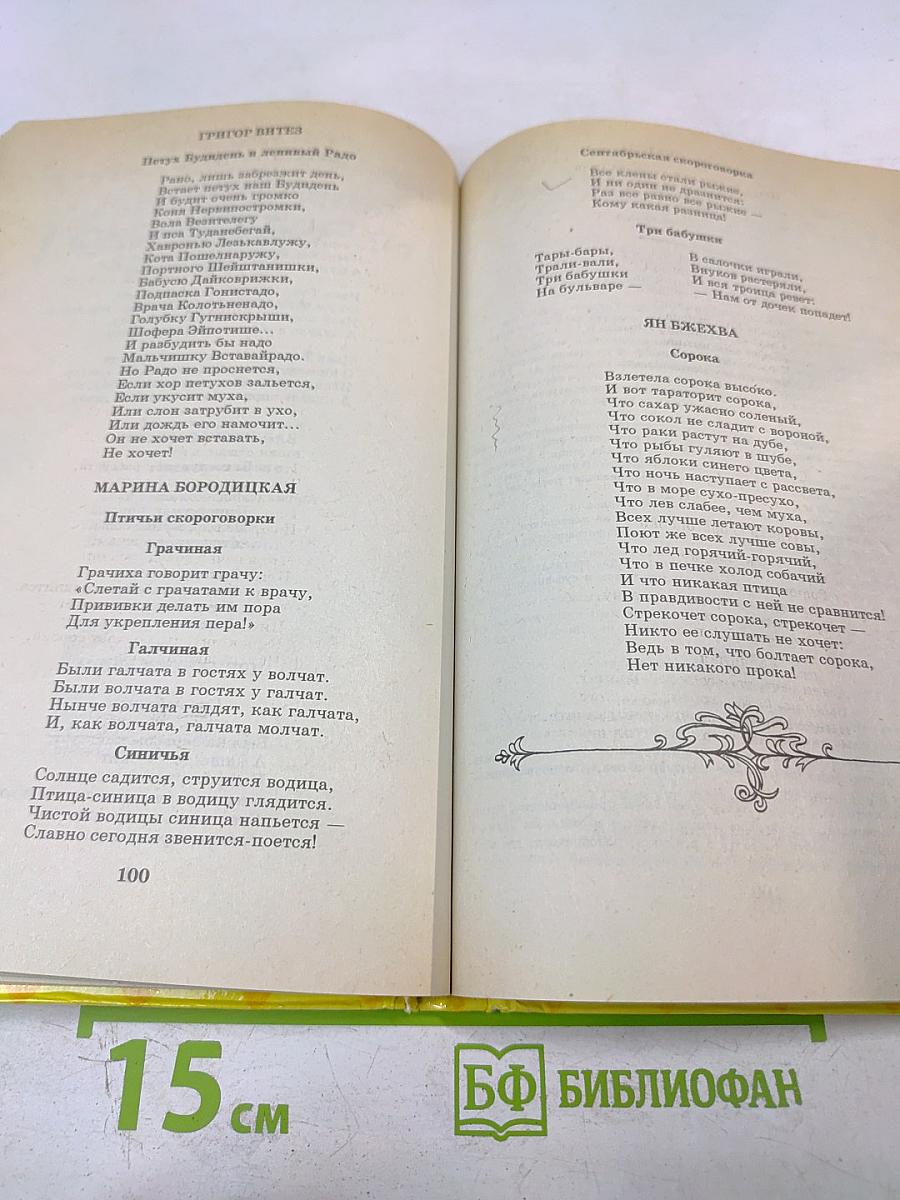 ГРИГОР ВИТЕЗ
Петух Будидень и ленивый Радо
Рано, лишь забрезжит день,
Встает петух наш Будидень
И будит очень громко
Коня Нервипостромки,
Вола Везителегу
И пса Туданебегай,
Хавронью Лезькавлужу,
Кота Пошелнаружу,
Портного Шейштанишки,
Бабусю Дайковрижки,
Подпаска Гонистадо,
Врача Колотьненадо,
Голубку Гугнискрыши,
Шофера Эйпотише...
И разбудить бы надо
Мальчишку Вставайрадо.
Но Радо не проснется,
Если хор петухов зальется,
Если укусит муха,
Или слон затрубит в ухо,
Или дождь его намочит...
Он не хочет вставать,
Не хочет!
МАРИНА БОРОДИЦКАЯ
Птичьи скороговорки
Грачиная
Грачиха говорит грачу:
«Слетай с грачатами к врачу,
Прививки делать им пора
Для укрепления пера!»
Галчиная
Были галчата в гостях у волчат.
Были волчата в гостях у галчат.
Нынче волчата галдят, как галчата,
И, как волчата, галчата молчат.
Синичья
Солнце садится, струится водица,
Птица-синица в водицу глядится.
Чистой водицы синица напьется —
Славно сегодня звенится-поется!
100
Сентябрьская скороговорка
Все клены стали рыжие,
И ни один не дразнится:
Раз все равно все рыжие —
Кому какая разница!
Три бабушки
Тары-бары,
Трали-вали,
Три бабушки
На бульваре —
В салочки играли,
Внуков растеряли,
И вся троица ревет:
— Нам от дочек попадет!
ЯН БЖЕХВА
Сорока
Взлетела сорока высоко.
И вот тараторит сорока,
Что сахар ужасно соленый,
Что сокол не сладит с вороной,
Что раки растут на дубе,
Что рыбы гуляют в шубе,
Что яблоки синего цвета,
Что ночь наступает с рассвета,
Что в море сухо-пресухо,
Что лев слабее, чем муха,
Всех лучше летают коровы,
Поют же всех лучше совы,
Что лед горячий-горячий,
Что в печке холод собачий
И что никакая птица
В правдивости с ней не сравнится!
Стрекочет сорока, стрекочет —
Никто ее слушать не хочет:
Ведь в том, что болтает сорока,
Нет никакого прока!
15 см
БФ БИБЛИОФАН